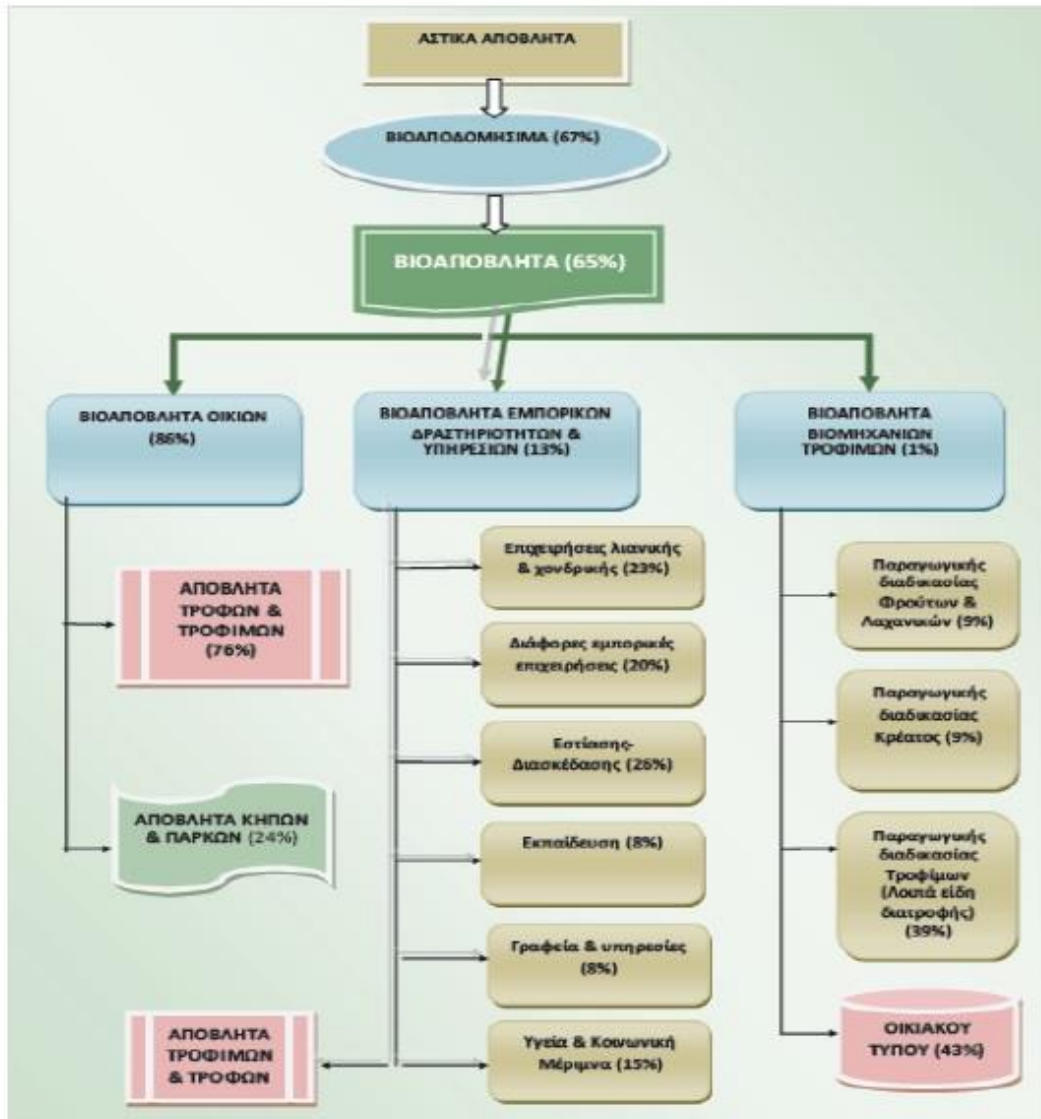 ΑΣΤΙΚΑ ΑΠΟΒΛΗΤΑ
ΒΙΟΑΠΟΔΟΜΗΣΙΜΑ (67%)
ΒΙΟΑΠΟΒΛΗΤΑ (65%)
ΒΙΟΑΠΟΒΛΗΤΑ ΟΙΚΙΩΝ
(86%)
ΑΠΟΒΛΗΤΑ
ΤΡΟΦΩΝ &
ΤΡΟΦΙΜΩΝ
(76%)
ΑΠΟΒΛΗΤΑ ΚΗΠΩΝ
& ΠΑΡΚΩΝ (24%)
ΒΙΟΑΠΟΒΛΗΤΑ ΕΜΠΟΡΙΚΩΝ
ΔΡΑΣΤΗΡΙΟΤΗΤΩΝ &
ΥΠΗΡΕΣΙΩΝ (13%)
Επιχειρήσεις λιανικής
& χονδρικής (23%)
Διάφορες εμπορικές
επιχειρήσεις (20%)
Εστίασης-
Διασκέδασης (26%)
Εκπαίδευση (8%)
Γραφεία & υπηρεσίες
(8%)
Υγεία & Κοινωνική
Μέριμνα (15%)
ΑΠΟΒΛΗΤΑ
ΤΡΟΦΙΜΩΝ
& ΤΡΟΦΩΝ
ΒΙΟΑΠΟΒΛΗΤΑ
ΒΙΟΜΗΧΑΝΙΩΝ
ΤΡΟΦΙΜΩΝ (1%)
Παραγωγικής
διαδικασίας
Φρούτων &
Λαχανικών (9%)
Παραγωγικής
διαδικασίας
Κρέατος (9%)
Παραγωγικής
διαδικασίας
Τροφίμων
(Λοιπά είδη
διατροφής)
(39%)
ΟΙΚΙΑΚΟΥ
ΤΥΠΟΥ (43%)